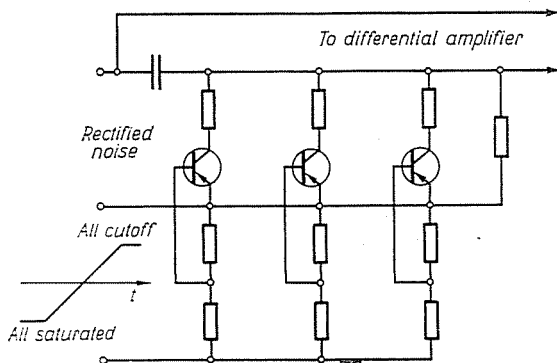 To differential amplifier
Rectified
noise
All cutoff
t
All saturated